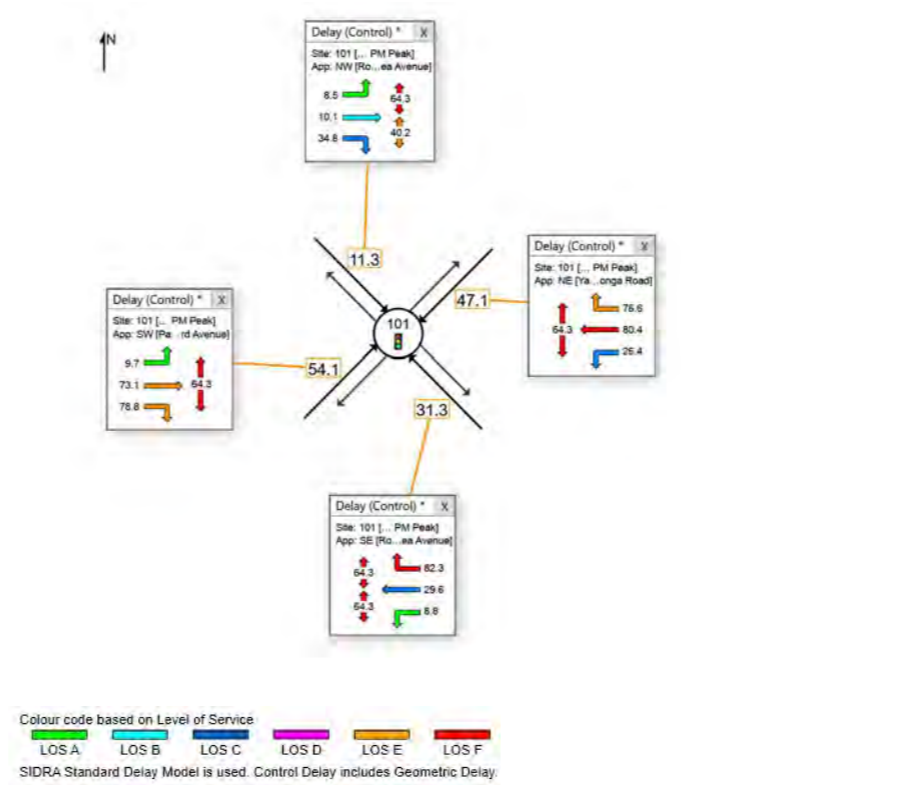 N
Delay (Control) * X
Site: 101 [... PM Peak]
App: NW [Ro...ea Avenue]
8.5
64.3
10.1
40.2
34.8
11.3
Delay (Control) * X
Site: 101 [... PM Peak]
App: NE [Ya...onga Road]
76.6
64.3
80.4
26.4
47.1
101
Delay (Control) * X
Site: 101 [... PM Peak]
App: SW [Pa...rd Avenue]
9.7
73.1
64.3
78.8
54.1
31.3
Delay (Control) * X
Site: 101 [... PM Peak]
App: SE [Ro...ea Avenue]
64.3
82.3
29.6
64.3
8.8
Colour code based on Level of Service
LOS A LOS B LOS C LOS D LOS E LOS F
SIDRA Standard Delay Model is used. Control Delay includes Geometric Delay.